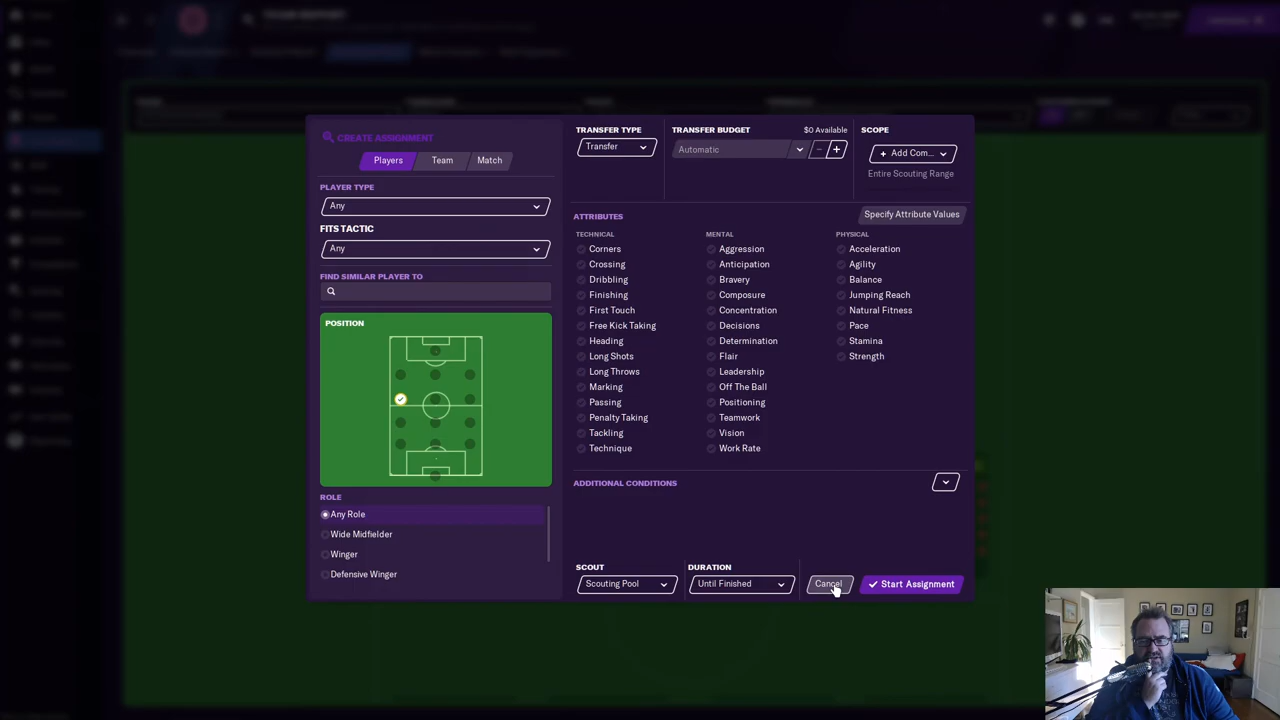 CREATE ASSIGNMENT
Players Team Match
PLAYER TYPE
Any
FITS TACTIC
Any
FIND SIMILAR PLAYER TO
POSITION
ROLE
Any Role
Wide Midfielder
Winger
Defensive Winger
TRANSFER TYPE
Transfer
TRANSFER BUDGET $0 Available
Automatic
SCOPE
+ Add Com...
Entire Scouting Range
ATTRIBUTES
Specify Attribute Values
TECHNICAL
Corners
Crossing
Dribbling
Finishing
First Touch
Free Kick Taking
Heading
Long Shots
Long Throws
Marking
Passing
Penalty Taking
Tackling
Technique
MENTAL
Aggression
Anticipation
Bravery
Composure
Concentration
Decisions
Determination
Flair
Leadership
Off The Ball
Positioning
Teamwork
Vision
Work Rate
PHYSICAL
Acceleration
Agility
Balance
Jumping Reach
Natural Fitness
Pace
Stamina
Strength
ADDITIONAL CONDITIONS
SCOUT
Scouting Pool
DURATION
Until Finished
Cancel
Start Assignment